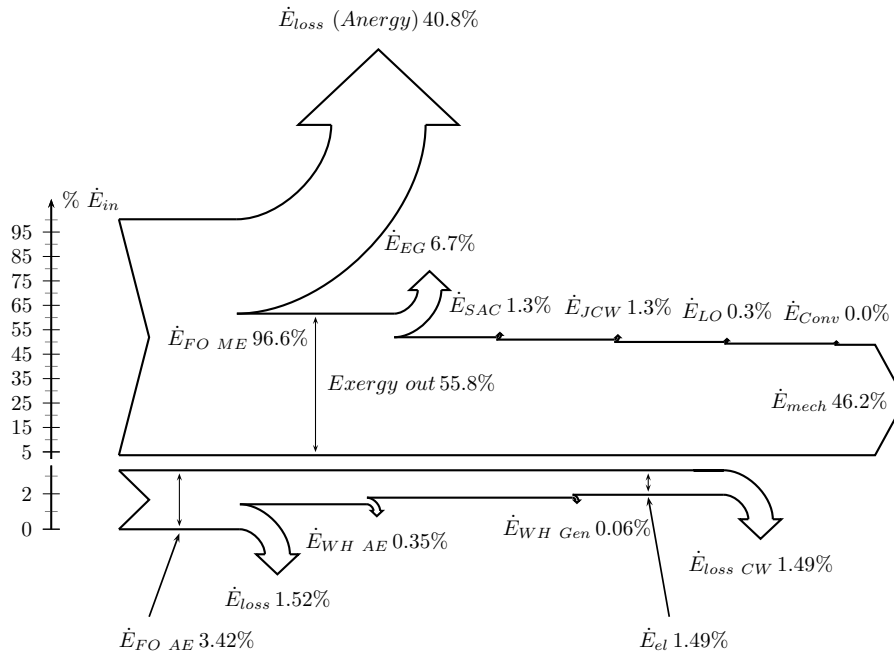 Ė_loss (Anergy) 40.8%
% Ė_in
95
85
75
65
55
45
35
25
15
5
2
0
Ė_EG 6.7%
Ė_SAC 1.3%
Ė_JCW 1.3%
Ė_LO 0.3%
Ė_Conv 0.0%
Ė_FO ME 96.6%
Exergy out 55.8%
Ė_mech 46.2%
Ė_WH AE 0.35%
Ė_WH Gen 0.06%
Ė_loss CW 1.49%
Ė_loss 1.52%
Ė_FO AE 3.42%
Ė_el 1.49%